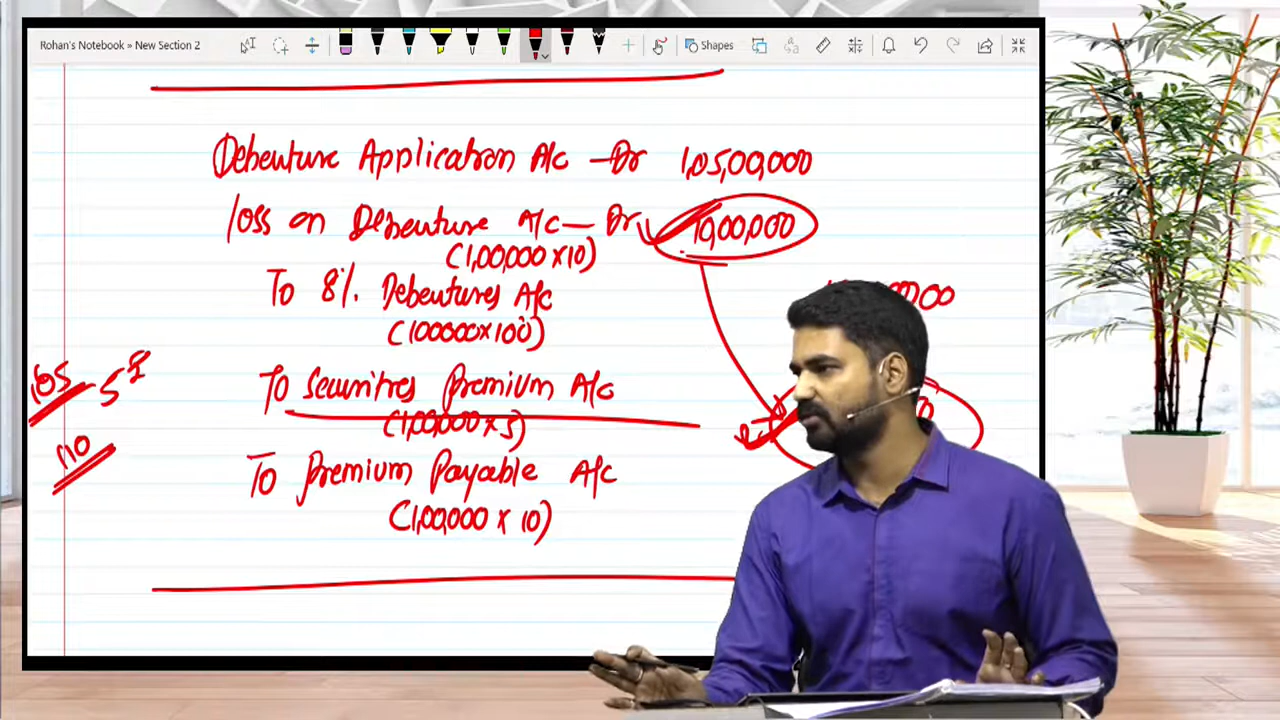 Rohan's Notebook » New Section 2
Shapes
Debenture Application A/c - Dr 1,05,00,000
loss on Debenture A/c - Dr 10,00,000
(1,00,000 x 10)
To 8%. Debentures A/c
(100000 x 100)
To Securities Premium A/c
(1,00,000 x 5)
To Premium Payable A/c
(1,00,000 x 10)
105 5
110